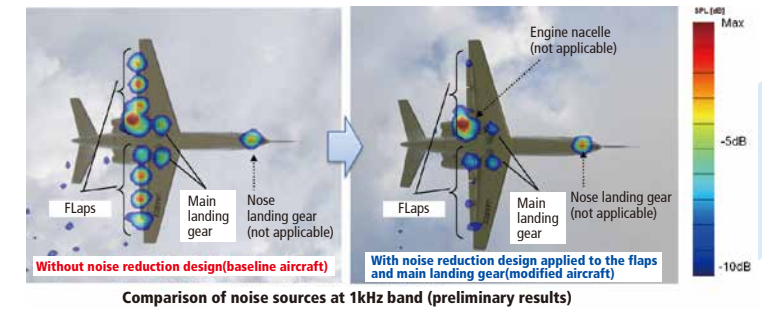 SPL [dB]
Max
-5dB
-10dB
FLaps
Main
landing
gear
Nose
landing gear
(not applicable)
Without noise reduction design(baseline aircraft)
Engine nacelle
(not applicable)
FLaps
Main
landing
gear
Nose landing gear
(not applicable)
With noise reduction design applied to the flaps
and main landing gear(modified aircraft)
Comparison of noise sources at 1kHz band (preliminary results)